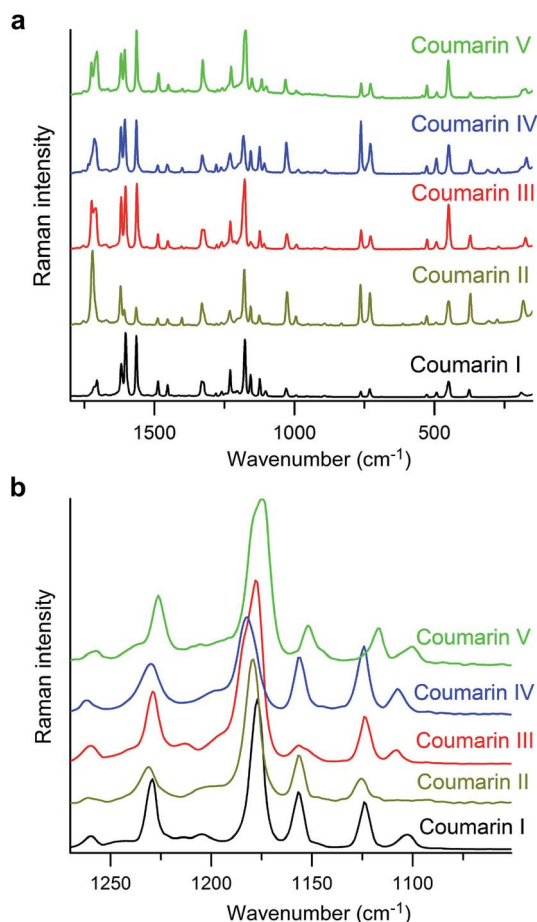 a
Coumarin V
Coumarin IV
Coumarin III
Coumarin II
Coumarin I
Raman intensity
1500 1000 500
Wavenumber (cm⁻¹)
b
Coumarin V
Coumarin IV
Coumarin III
Coumarin II
Coumarin I
Raman intensity
1250 1200 1150 1100
Wavenumber (cm⁻¹)